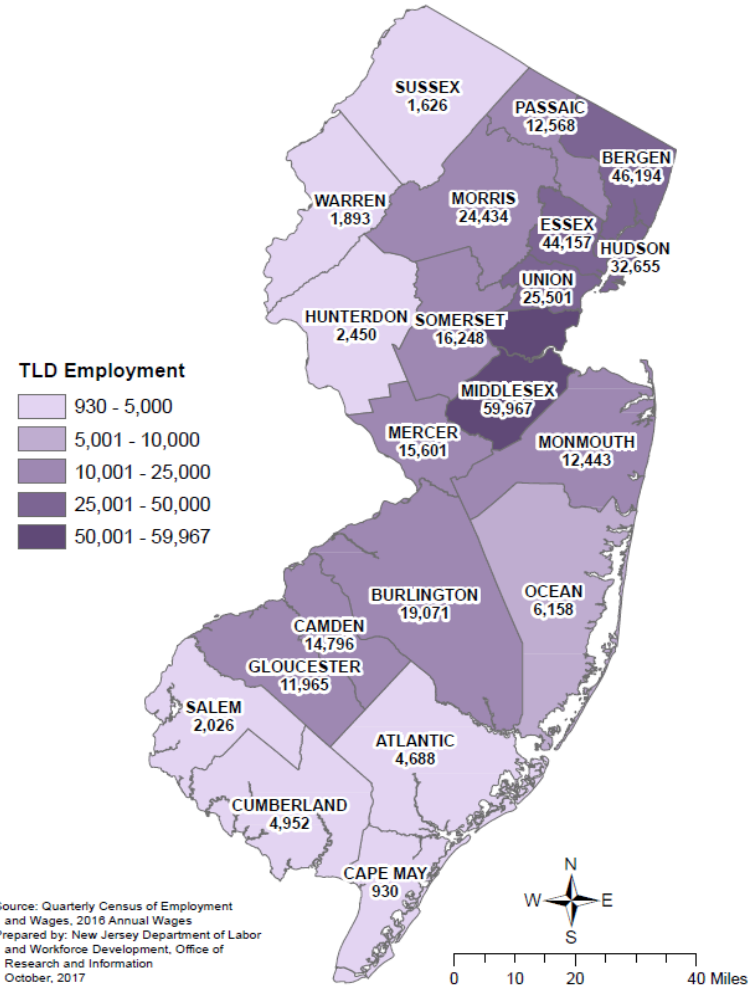 SUSSEX
1,626
PASSAIC
12,568
BERGEN
46,194
WARREN
1,893
MORRIS
24,434
ESSEX
44,157
HUDSON
32,655
UNION
25,501
HUNTERDON
2,450
SOMERSET
16,248
TLD Employment
930 - 5,000
5,001 - 10,000
10,001 - 25,000
25,001 - 50,000
50,001 - 59,967
MIDDLESEX
59,967
MERCER
15,601
MONMOUTH
12,443
BURLINGTON
19,071
OCEAN
6,158
CAMDEN
14,796
GLOUCESTER
11,965
SALEM
2,026
ATLANTIC
4,688
CUMBERLAND
4,952
CAPE MAY
930
Source: Quarterly Census of Employment
and Wages, 2016 Annual Wages
Prepared by: New Jersey Department of Labor
and Workforce Development, Office of
Research and Information
October, 2017
N
W E
S
0 10 20 40 Miles